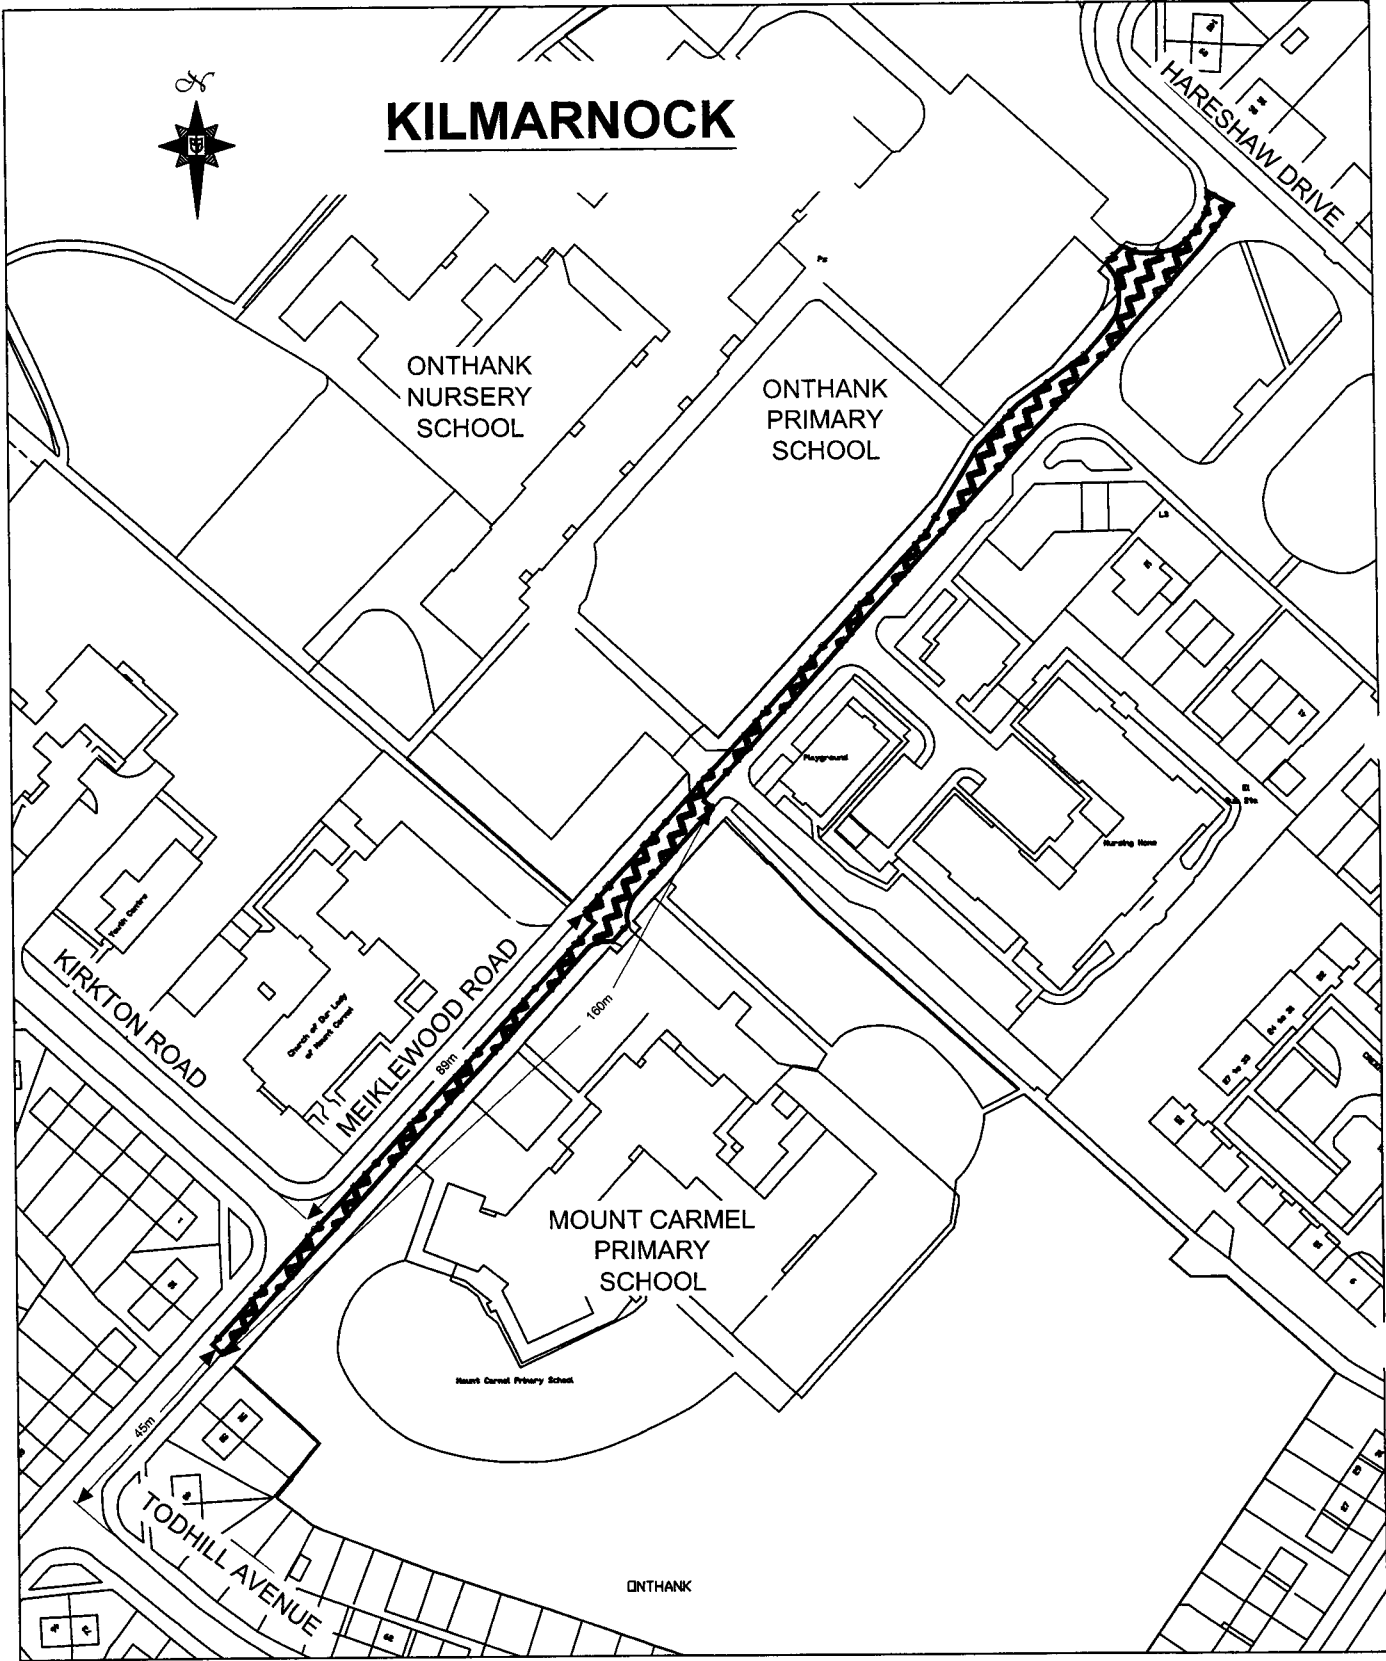 KILMARNOCK
HARESHAW DRIVE
ONTHANK
NURSERY
SCHOOL
ONTHANK
PRIMARY
SCHOOL
Playground
Nursing Home
Youth Centre
KIRKTON ROAD
Church of Our Lady
of Mount Carmel
MEIKLEWOOD ROAD
160m
89m
MOUNT CARMEL
PRIMARY
SCHOOL
Mount Carmel Primary School
45m
TODHILL AVENUE
ONTHANK